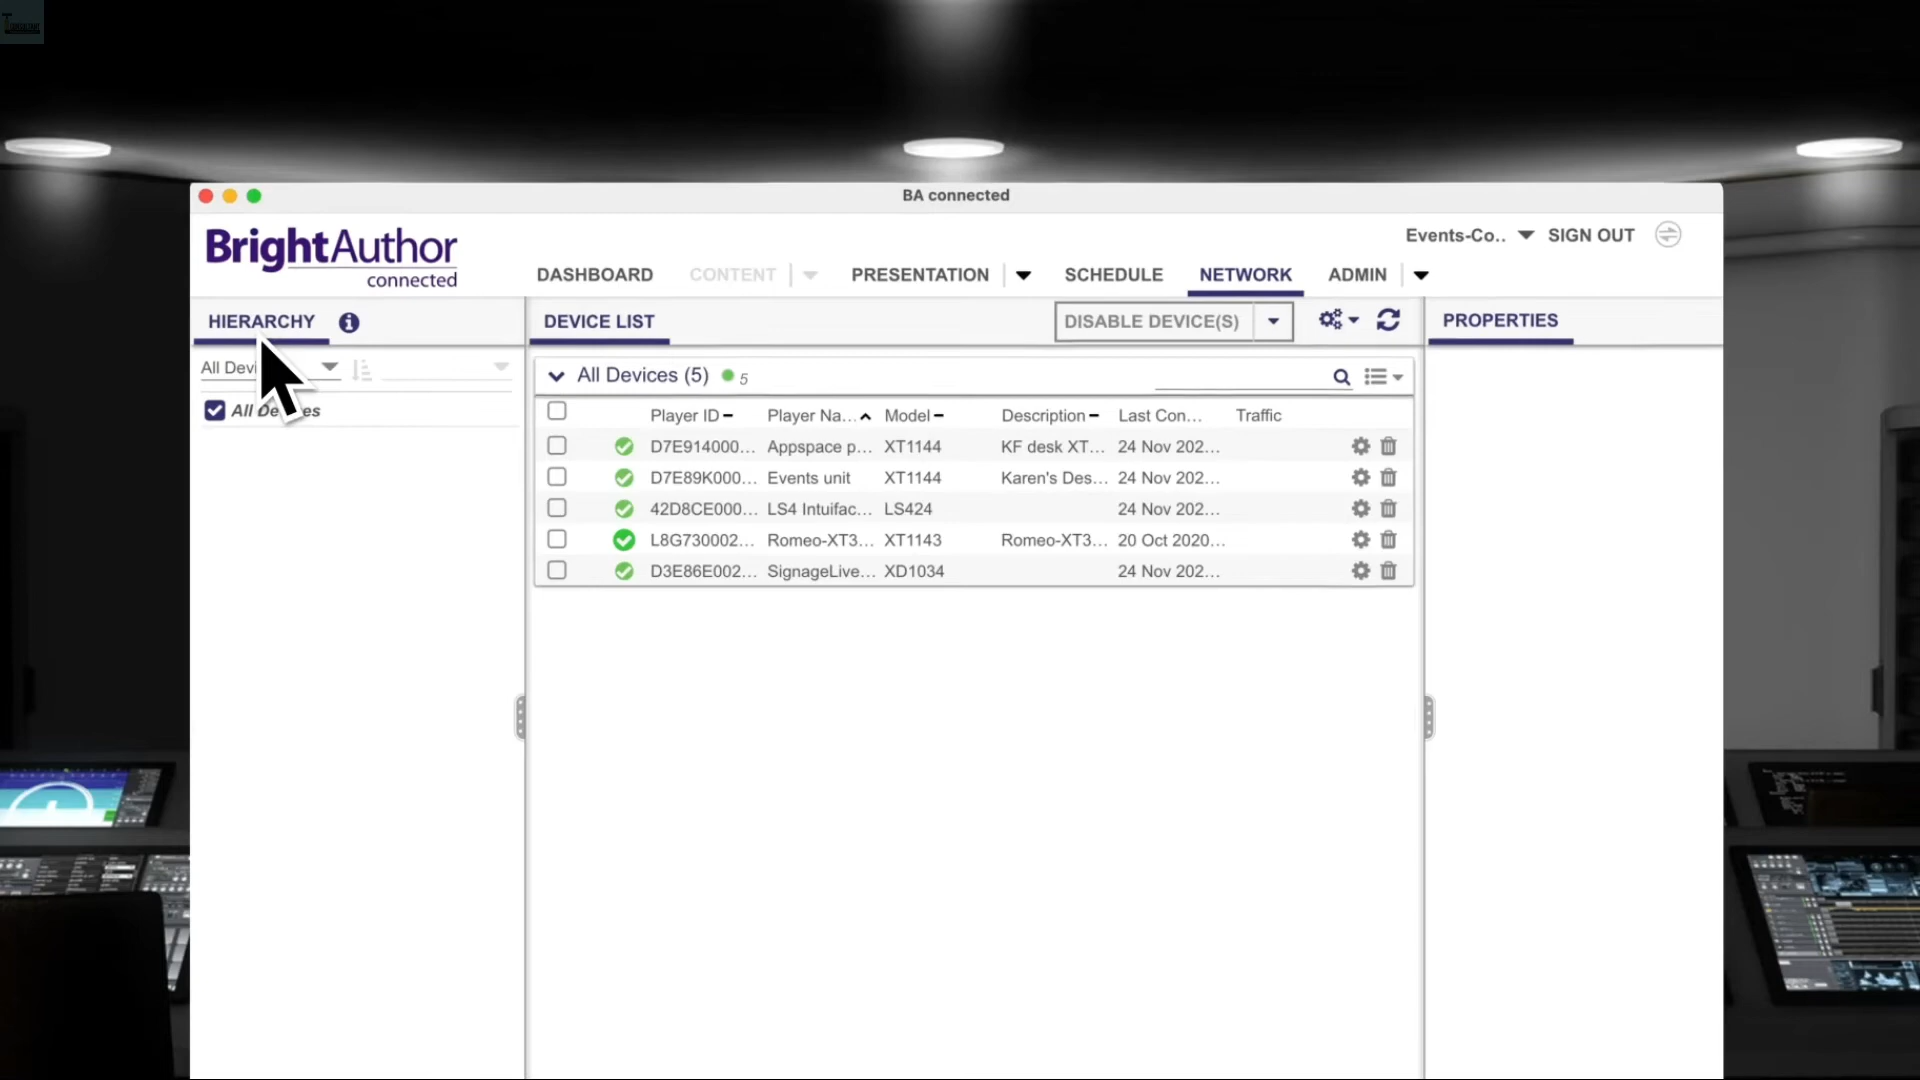 BA connected
BrightAuthor
connected
Events-Co.. SIGN OUT
DASHBOARD CONTENT PRESENTATION SCHEDULE NETWORK ADMIN
HIERARCHY DEVICE LIST DISABLE DEVICE(S) PROPERTIES
All Devi
All Devices
All Devices (5) 5
Player ID Player Na... Model Description Last Con... Traffic
D7E914000... Appspace p... XT1144 KF desk XT... 24 Nov 202...
D7E89K000... Events unit XT1144 Karen's Des... 24 Nov 202...
42D8CE000... LS4 Intuifac... LS424 24 Nov 202...
L8G730002... Romeo-XT3... XT1143 Romeo-XT3... 20 Oct 2020...
D3E86E002... SignageLive... XD1034 24 Nov 202...